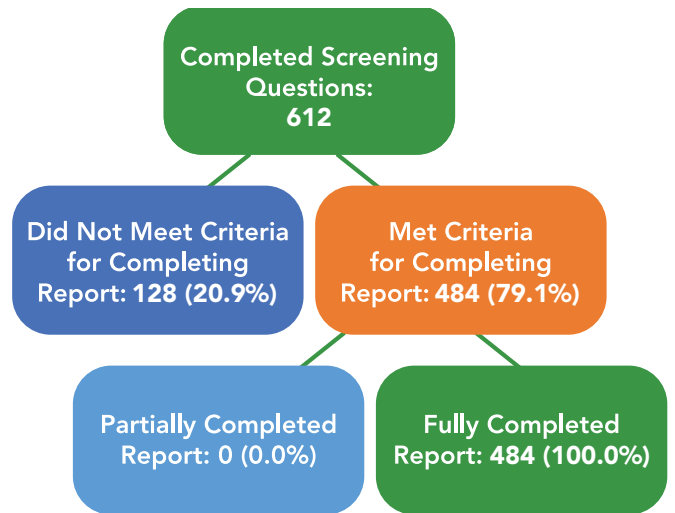 Completed Screening
Questions:
612
Did Not Meet Criteria
for Completing
Report: 128 (20.9%)
Met Criteria
for Completing
Report: 484 (79.1%)
Partially Completed
Report: 0 (0.0%)
Fully Completed
Report: 484 (100.0%)